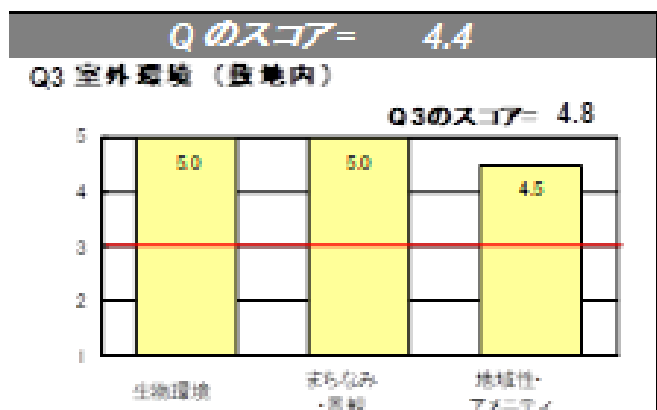 Qのスコア= 4.4
Q3 室外環境（敷地内）
Q3のスコア= 4.8
5
4
3
2
1
5.0
5.0
4.5
生物環境
まちなみ
・景観
地域性・
アメニティ